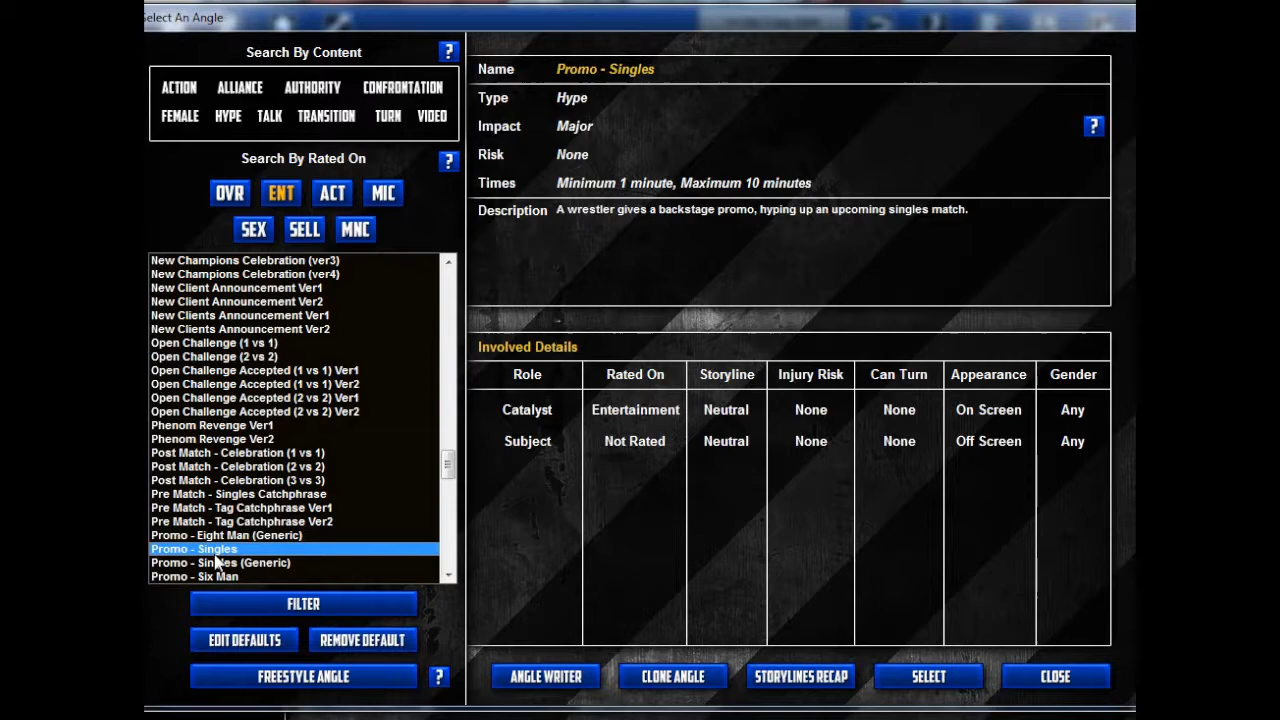 Select An Angle
Search By Content
?
ACTION ALLIANCE AUTHORITY CONFRONTATION
FEMALE HYPE TALK TRANSITION TURN VIDEO
Search By Rated On
?
OVR ENT ACT MIC
SEX SELL MNC
New Champions Celebration (ver3)
New Champions Celebration (ver4)
New Client Announcement Ver1
New Client Announcement Ver2
New Clients Announcement Ver1
New Clients Announcement Ver2
Open Challenge (1 vs 1)
Open Challenge (2 vs 2)
Open Challenge Accepted (1 vs 1) Ver1
Open Challenge Accepted (1 vs 1) Ver2
Open Challenge Accepted (2 vs 2) Ver1
Open Challenge Accepted (2 vs 2) Ver2
Phenom Revenge Ver1
Phenom Revenge Ver2
Post Match - Celebration (1 vs 1)
Post Match - Celebration (2 vs 2)
Post Match - Celebration (3 vs 3)
Pre Match - Singles Catchphrase
Pre Match - Tag Catchphrase Ver1
Pre Match - Tag Catchphrase Ver2
Promo - Eight Man (Generic)
Promo - Singles
Promo - Singles (Generic)
Promo - Six Man
FILTER
EDIT DEFAULTS REMOVE DEFAULT
FREESTYLE ANGLE ?
Name Promo - Singles
Type Hype
Impact Major ?
Risk None
Times Minimum 1 minute, Maximum 10 minutes
Description A wrestler gives a backstage promo, hyping up an upcoming singles match.
Involved Details
Role Rated On Storyline Injury Risk Can Turn Appearance Gender
Catalyst Entertainment Neutral None None On Screen Any
Subject Not Rated Neutral None None Off Screen Any
ANGLE WRITER CLONE ANGLE STORYLINES RECAP SELECT CLOSE